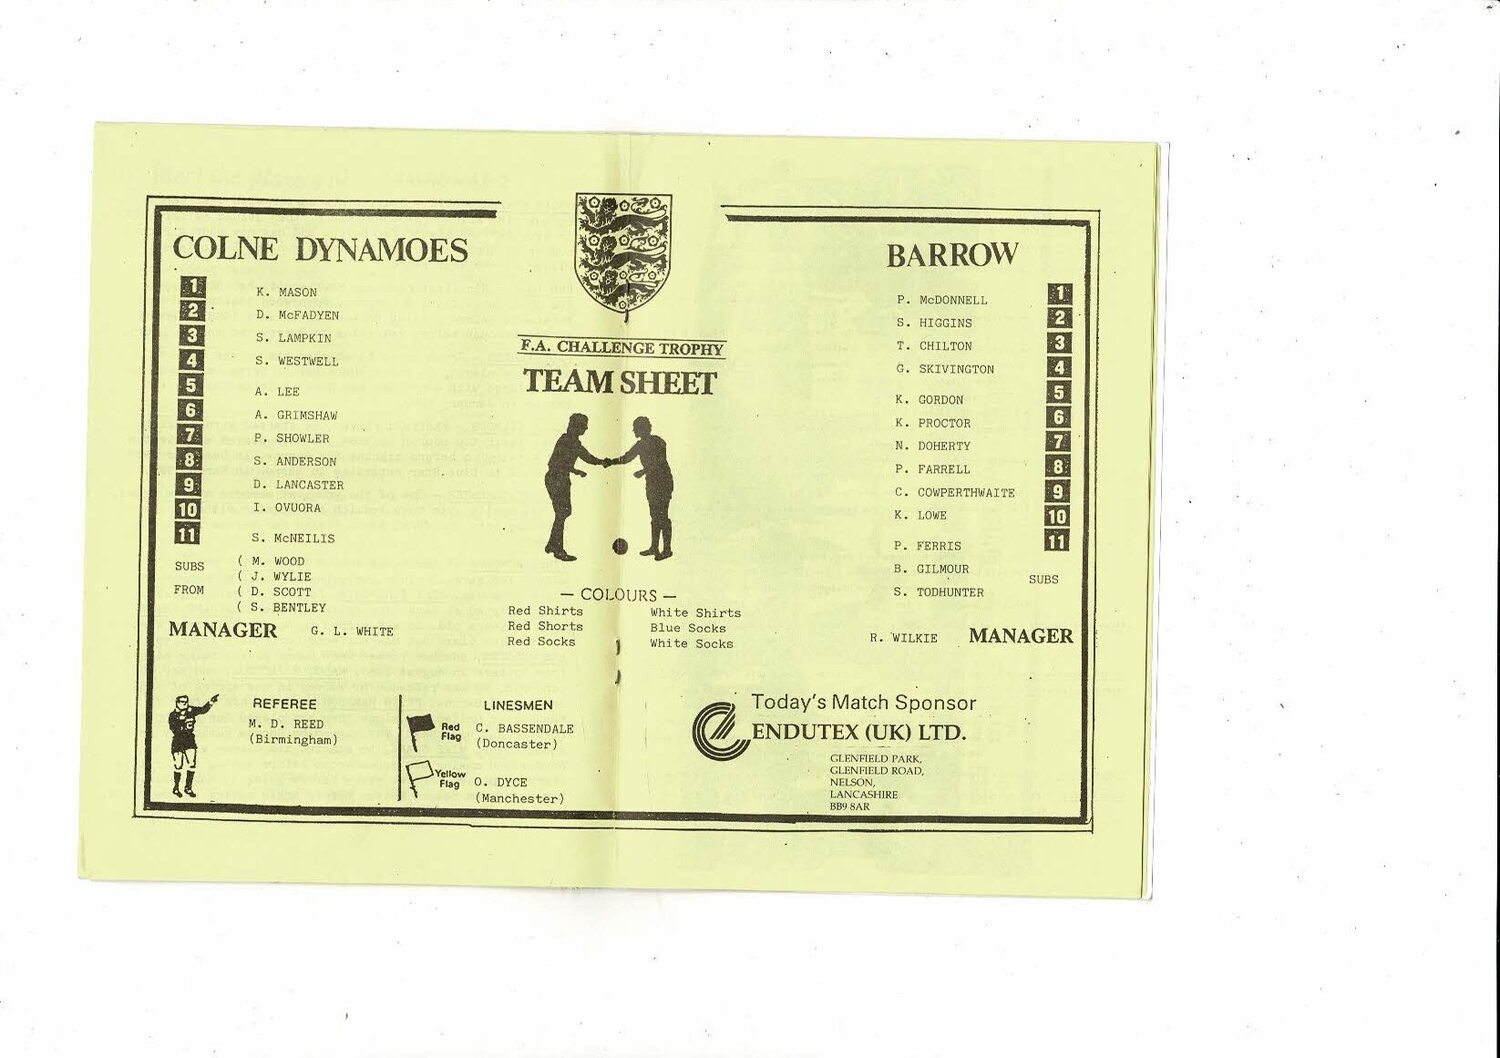 COLNE DYNAMOES
1 K. MASON
2 D. McFADYEN
3 S. LAMPKIN
4 S. WESTWELL
5 A. LEE
6 A. GRIMSHAW
7 P. SHOWLER
8 S. ANDERSON
9 D. LANCASTER
10 I. OVUORA
11 S. McNEILIS
SUBS FROM
( M. WOOD
( J. WYLIE
( D. SCOTT
( S. BENTLEY
MANAGER G. L. WHITE
F.A. CHALLENGE TROPHY
TEAM SHEET
— COLOURS —
Red Shirts White Shirts
Red Shorts Blue Socks
Red Socks White Socks
BARROW
P. McDONNELL 1
S. HIGGINS 2
T. CHILTON 3
G. SKIVINGTON 4
K. GORDON 5
K. PROCTOR 6
N. DOHERTY 7
P. FARRELL 8
C. COWPERTHWAITE 9
K. LOWE 10
P. FERRIS 11
B. GILMOUR
SUBS
S. TODHUNTER
R. WILKIE MANAGER
REFEREE
M. D. REED
(Birmingham)
LINESMEN
Red Flag
C. BASSENDALE
(Doncaster)
Yellow Flag
O. DYCE
(Manchester)
Today's Match Sponsor
ENDUTEX (UK) LTD.
GLENFIELD PARK,
GLENFIELD ROAD,
NELSON,
LANCASHIRE
BB9 8AR